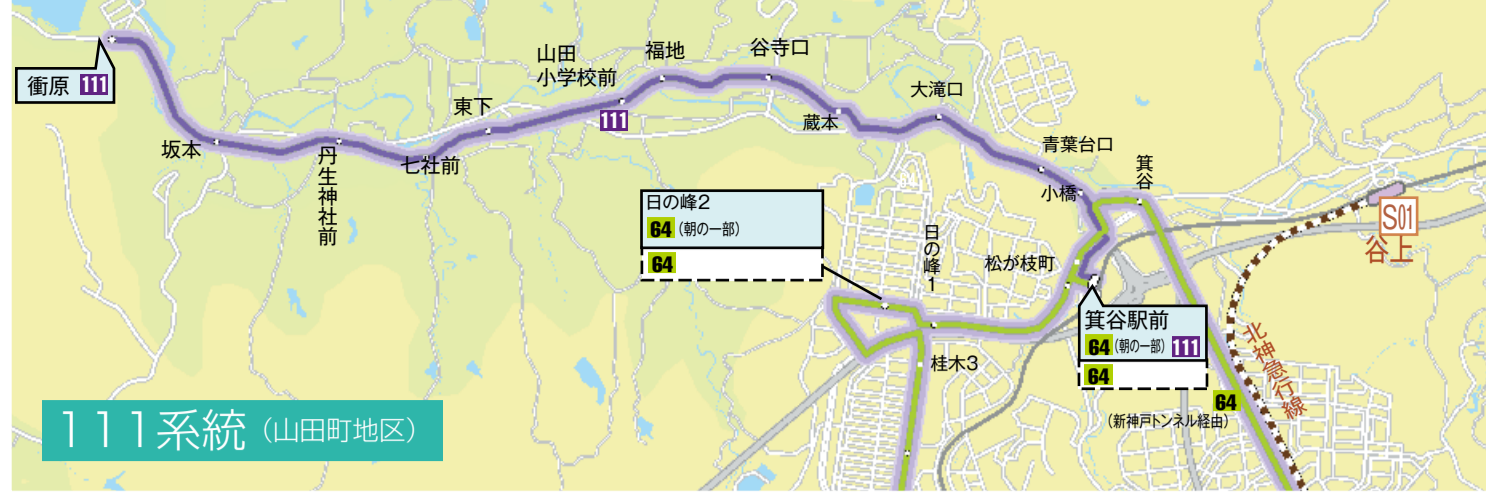 衝原 111
坂本
丹生神社前
七社前
東下
山田
小学校前
111
福地
谷寺口
蔵本
大滝口
青葉台口
小橋
箕谷
S01
谷上
日の峰2
64 (朝の一部)
64
日の峰1
松が枝町
箕谷駅前
64 (朝の一部) 111
64
桂木3
64
(新神戸トンネル経由)
北神急行線
111系統 (山田町地区)